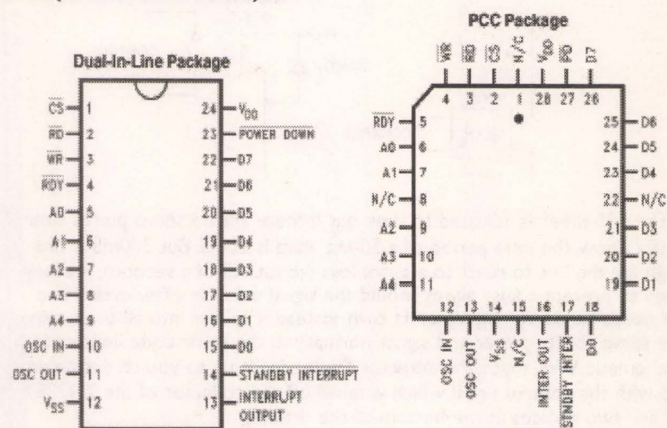 Dual-In-Line Package
CS 1 24 VDD
RD 2 23 POWER DOWN
WR 3 22 D7
RDY 4 21 D6
A0 5 20 D5
A1 6 19 D4
A2 7 18 D3
A3 8 17 D2
A4 9 16 D1
OSC IN 10 15 D0
OSC OUT 11 14 STANDBY INTERRUPT
VSS 12 13 INTERRUPT
OUTPUT
PCC Package
WR RD CS N/C VDD PD D7
4 3 2 1 28 27 26
RDY 5 25 D6
A0 6 24 D5
A1 7 23 D4
N/C 8 22 N/C
A2 9 21 D3
A3 10 20 D2
A4 11 19 D1
12 13 14 15 16 17 18
OSC IN OSC OUT VSS N/C INTER OUT STNDBY INTER D0